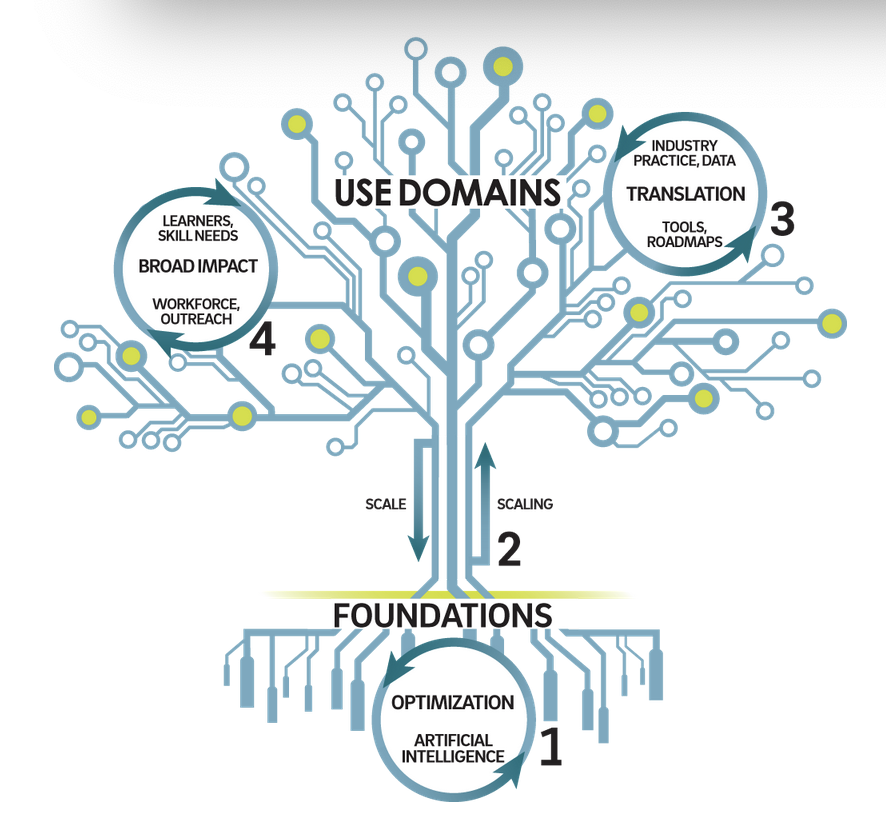 USE DOMAINS
INDUSTRY
PRACTICE, DATA
TRANSLATION
TOOLS,
ROADMAPS
3
LEARNERS,
SKILL NEEDS
BROAD IMPACT
WORKFORCE,
OUTREACH
4
SCALE
SCALING
2
FOUNDATIONS
OPTIMIZATION
ARTIFICIAL
INTELLIGENCE
1